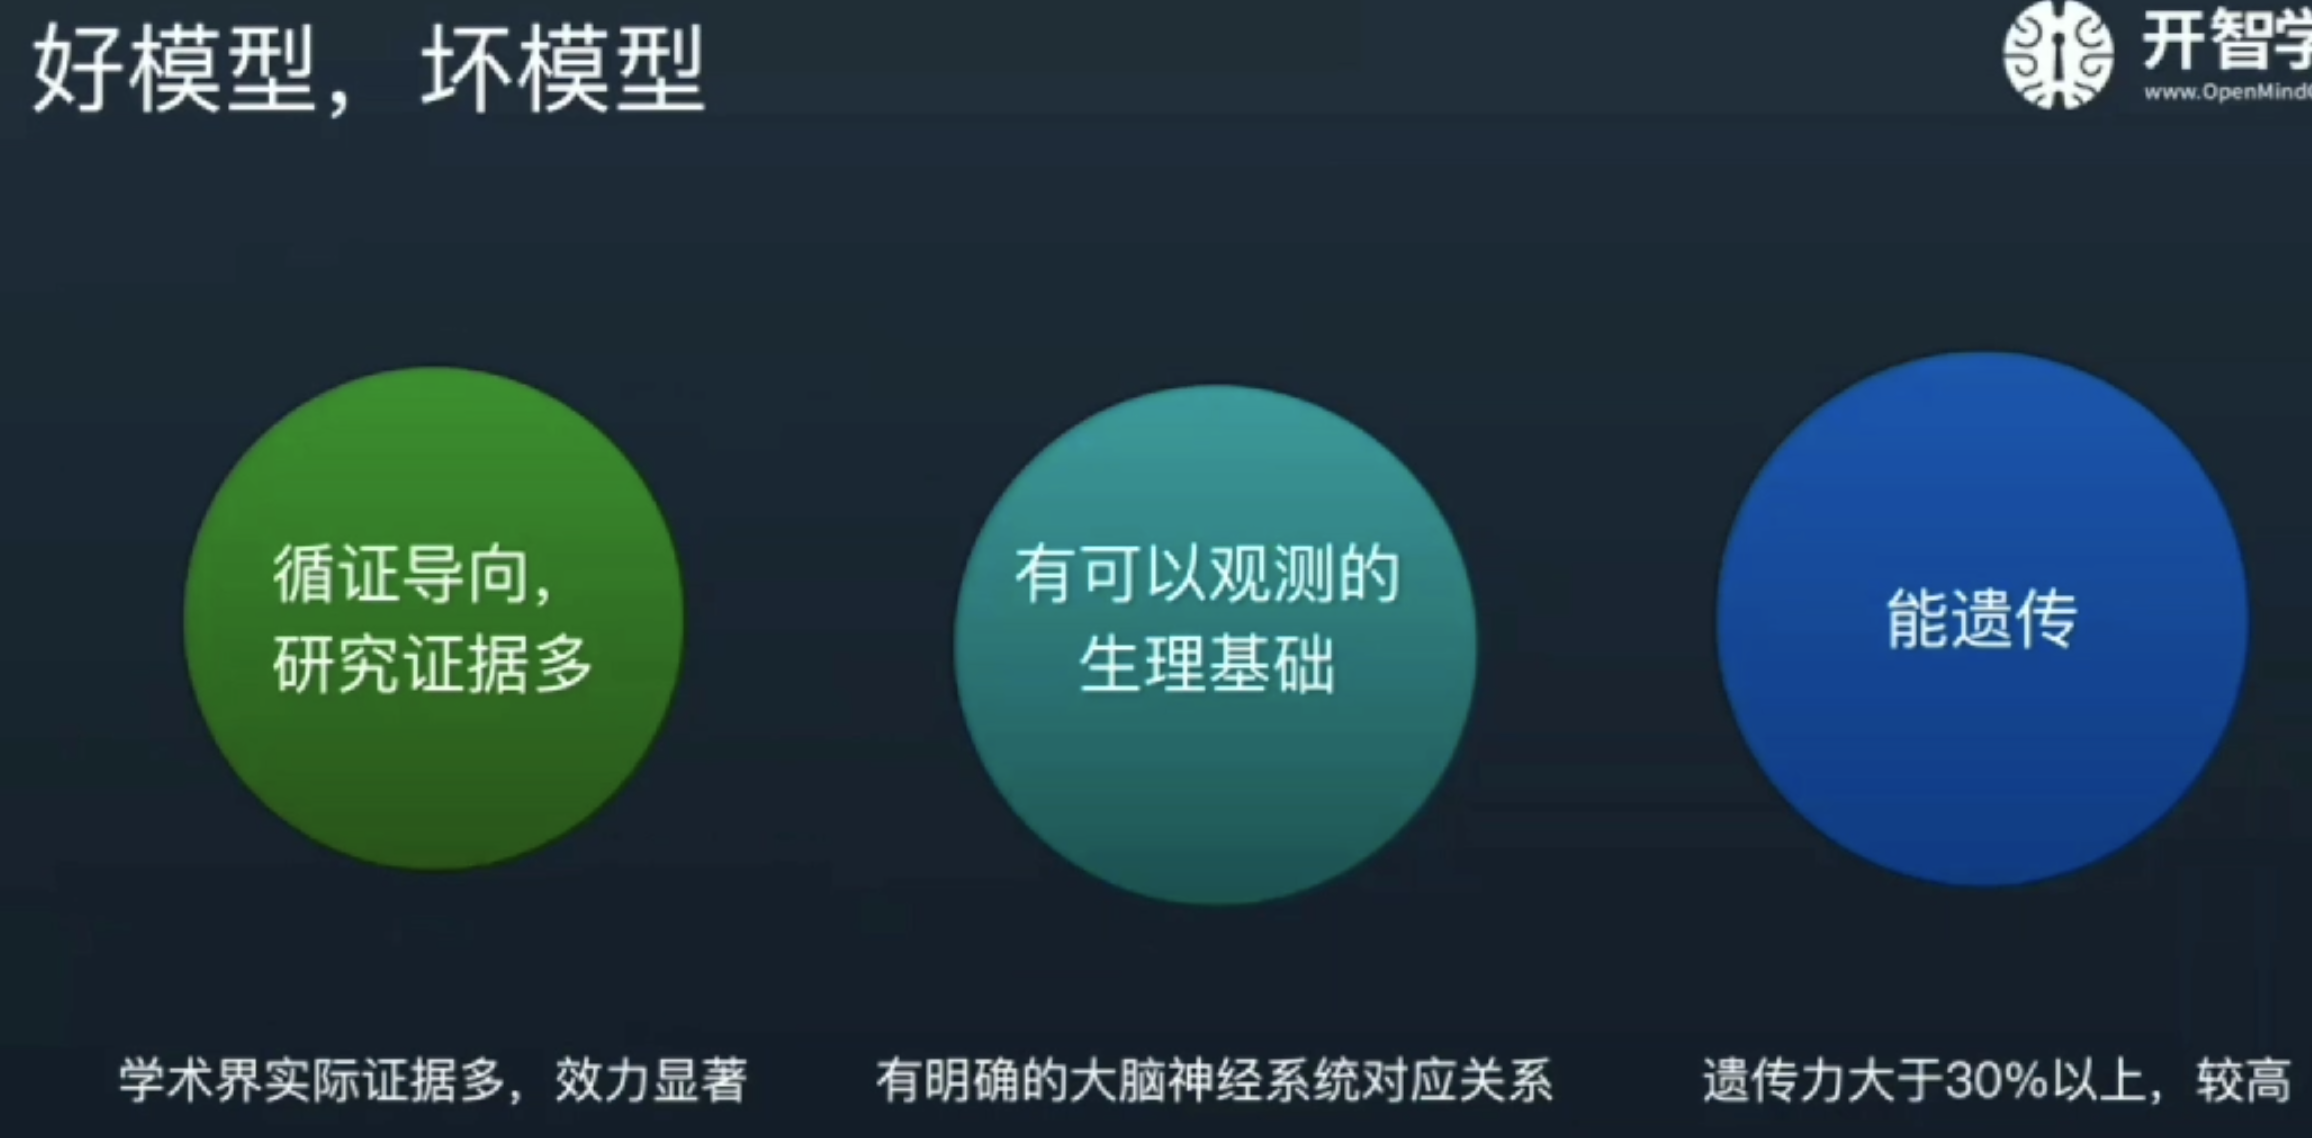 好模型，坏模型
开智学
www.OpenMind
循证导向，
研究证据多
有可以观测的
生理基础
能遗传
学术界实际证据多，效力显著
有明确的大脑神经系统对应关系
遗传力大于30%以上，较高